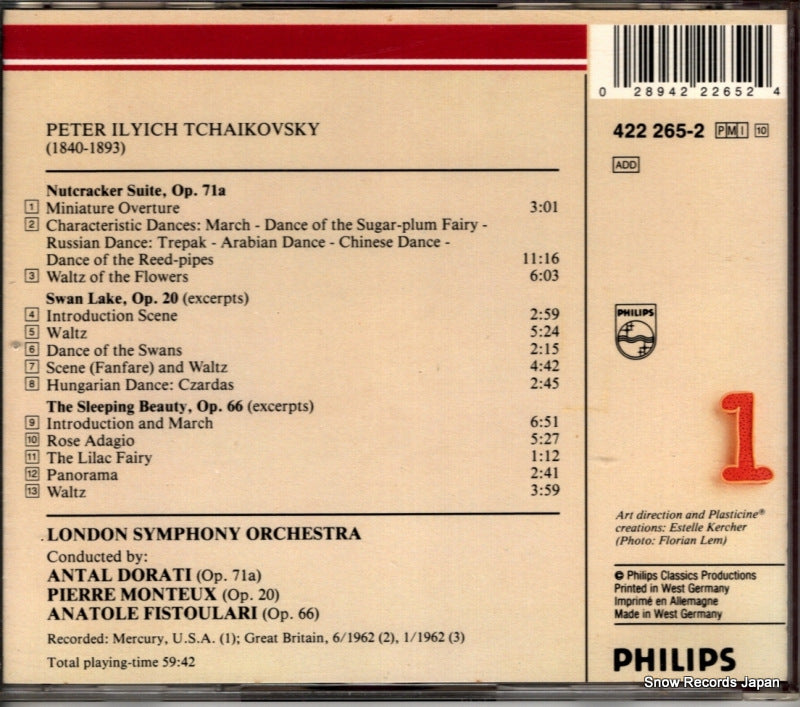 0 28942 22652 4
PETER ILYICH TCHAIKOVSKY
(1840-1893)
422 265-2 PMI 10
ADD
Nutcracker Suite, Op. 71a
1 Miniature Overture 3:01
2 Characteristic Dances: March - Dance of the Sugar-plum Fairy -
Russian Dance: Trepak - Arabian Dance - Chinese Dance -
Dance of the Reed-pipes 11:16
3 Waltz of the Flowers 6:03
Swan Lake, Op. 20 (excerpts)
4 Introduction Scene 2:59
5 Waltz 5:24
6 Dance of the Swans 2:15
7 Scene (Fanfare) and Waltz 4:42
8 Hungarian Dance: Czardas 2:45
The Sleeping Beauty, Op. 66 (excerpts)
9 Introduction and March 6:51
10 Rose Adagio 5:27
11 The Lilac Fairy 1:12
12 Panorama 2:41
13 Waltz 3:59
LONDON SYMPHONY ORCHESTRA
Conducted by:
ANTAL DORATI (Op. 71a)
PIERRE MONTEUX (Op. 20)
ANATOLE FISTOULARI (Op. 66)
Recorded: Mercury, U.S.A. (1); Great Britain, 6/1962 (2), 1/1962 (3)
Total playing-time 59:42
PHILIPS
1
Art direction and Plasticine®
creations: Estelle Kercher
(Photo: Florian Lem)
© Philips Classics Productions
Printed in West Germany
Imprimé en Allemagne
Made in West Germany
PHILIPS
Snow Records Japan